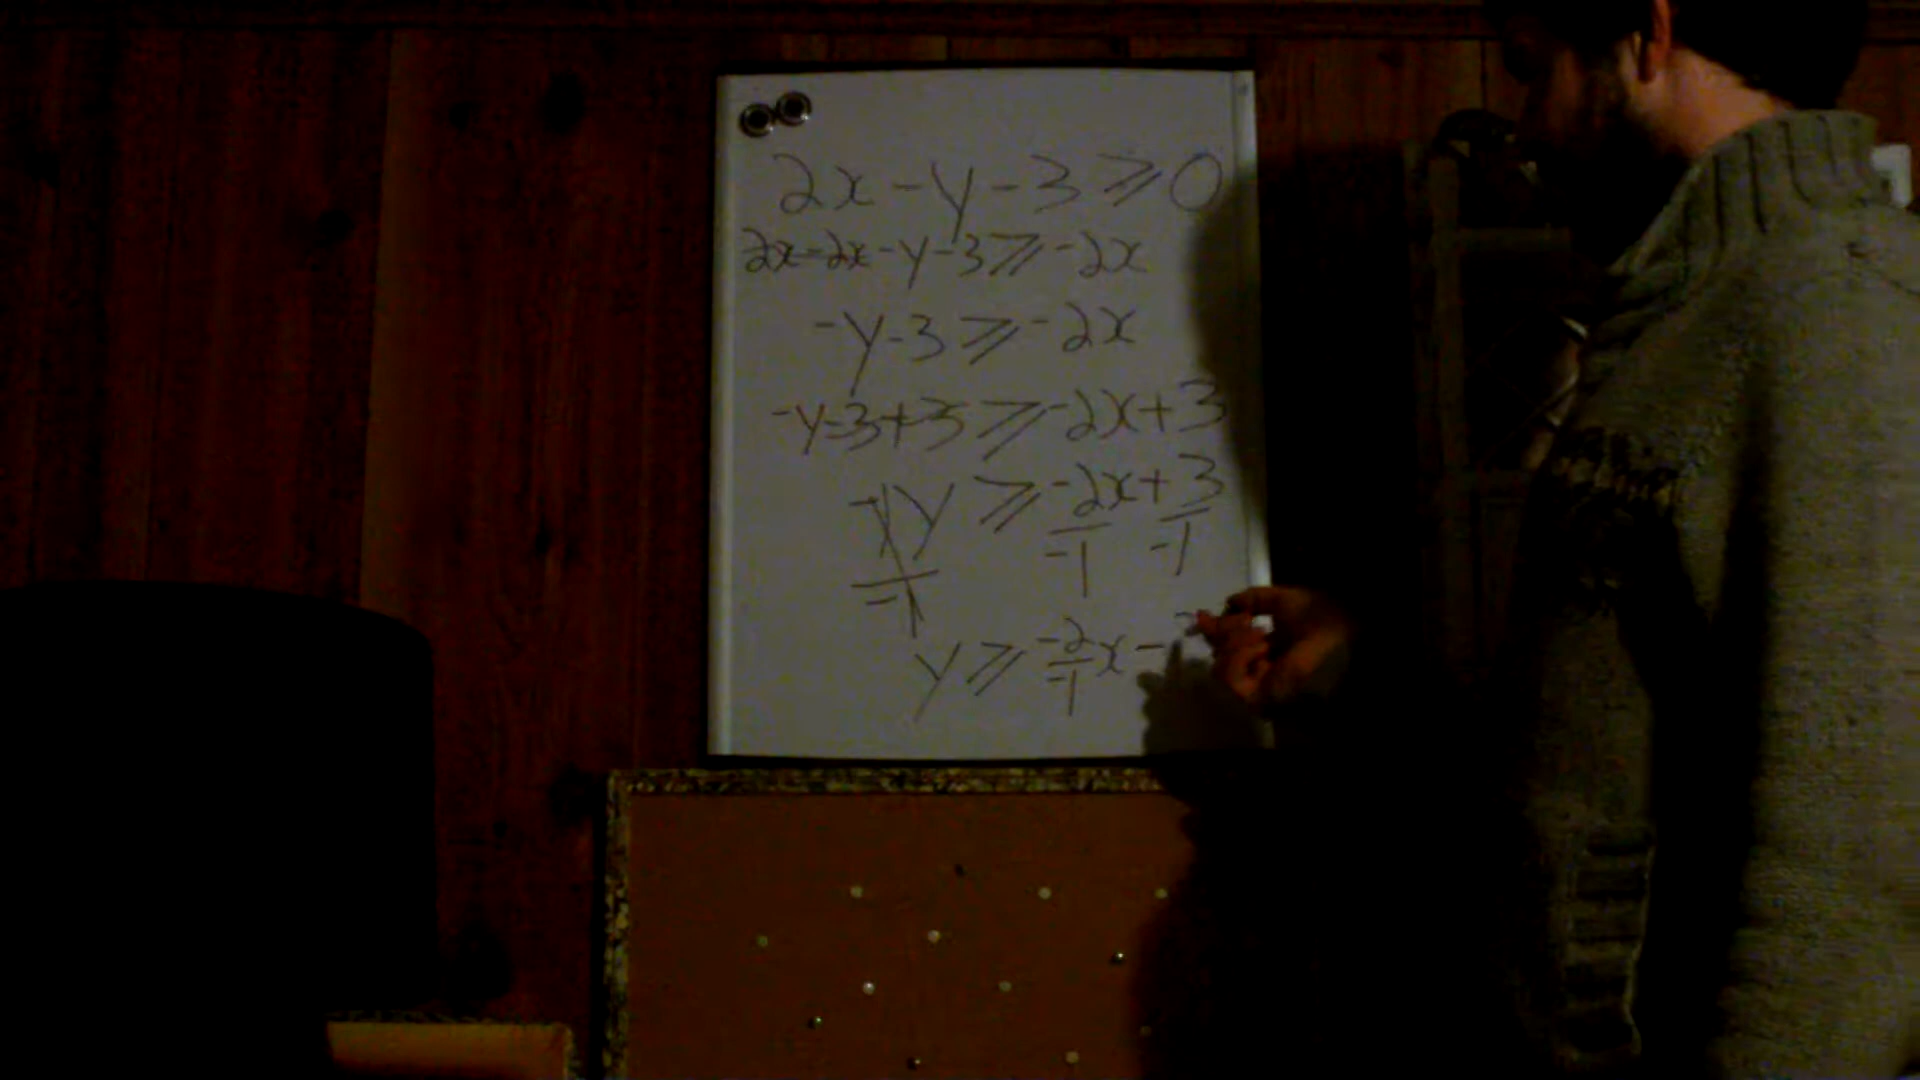 2x - y - 3 ≥ 0
2x - 2x - y - 3 ≥ -2x
-y - 3 ≥ -2x
-y - 3 + 3 ≥ -2x + 3
-1y/-1 ≥ -2x/-1 + 3/-1
y ≥ -2/-1 x -